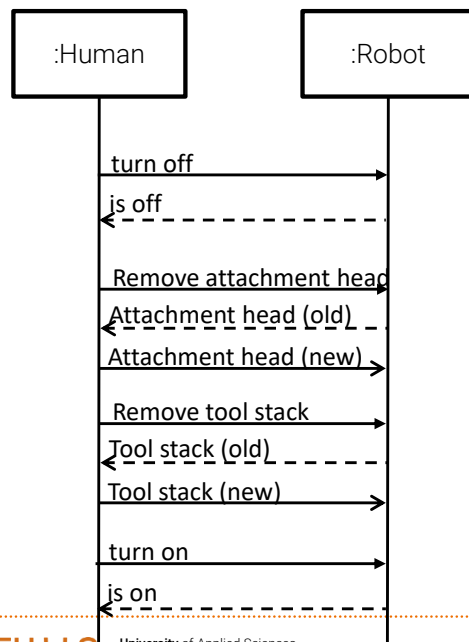 :Human
:Robot
turn off
is off
Remove attachment head
Attachment head (old)
Attachment head (new)
Remove tool stack
Tool stack (old)
Tool stack (new)
turn on
is on
University of Applied Sciences